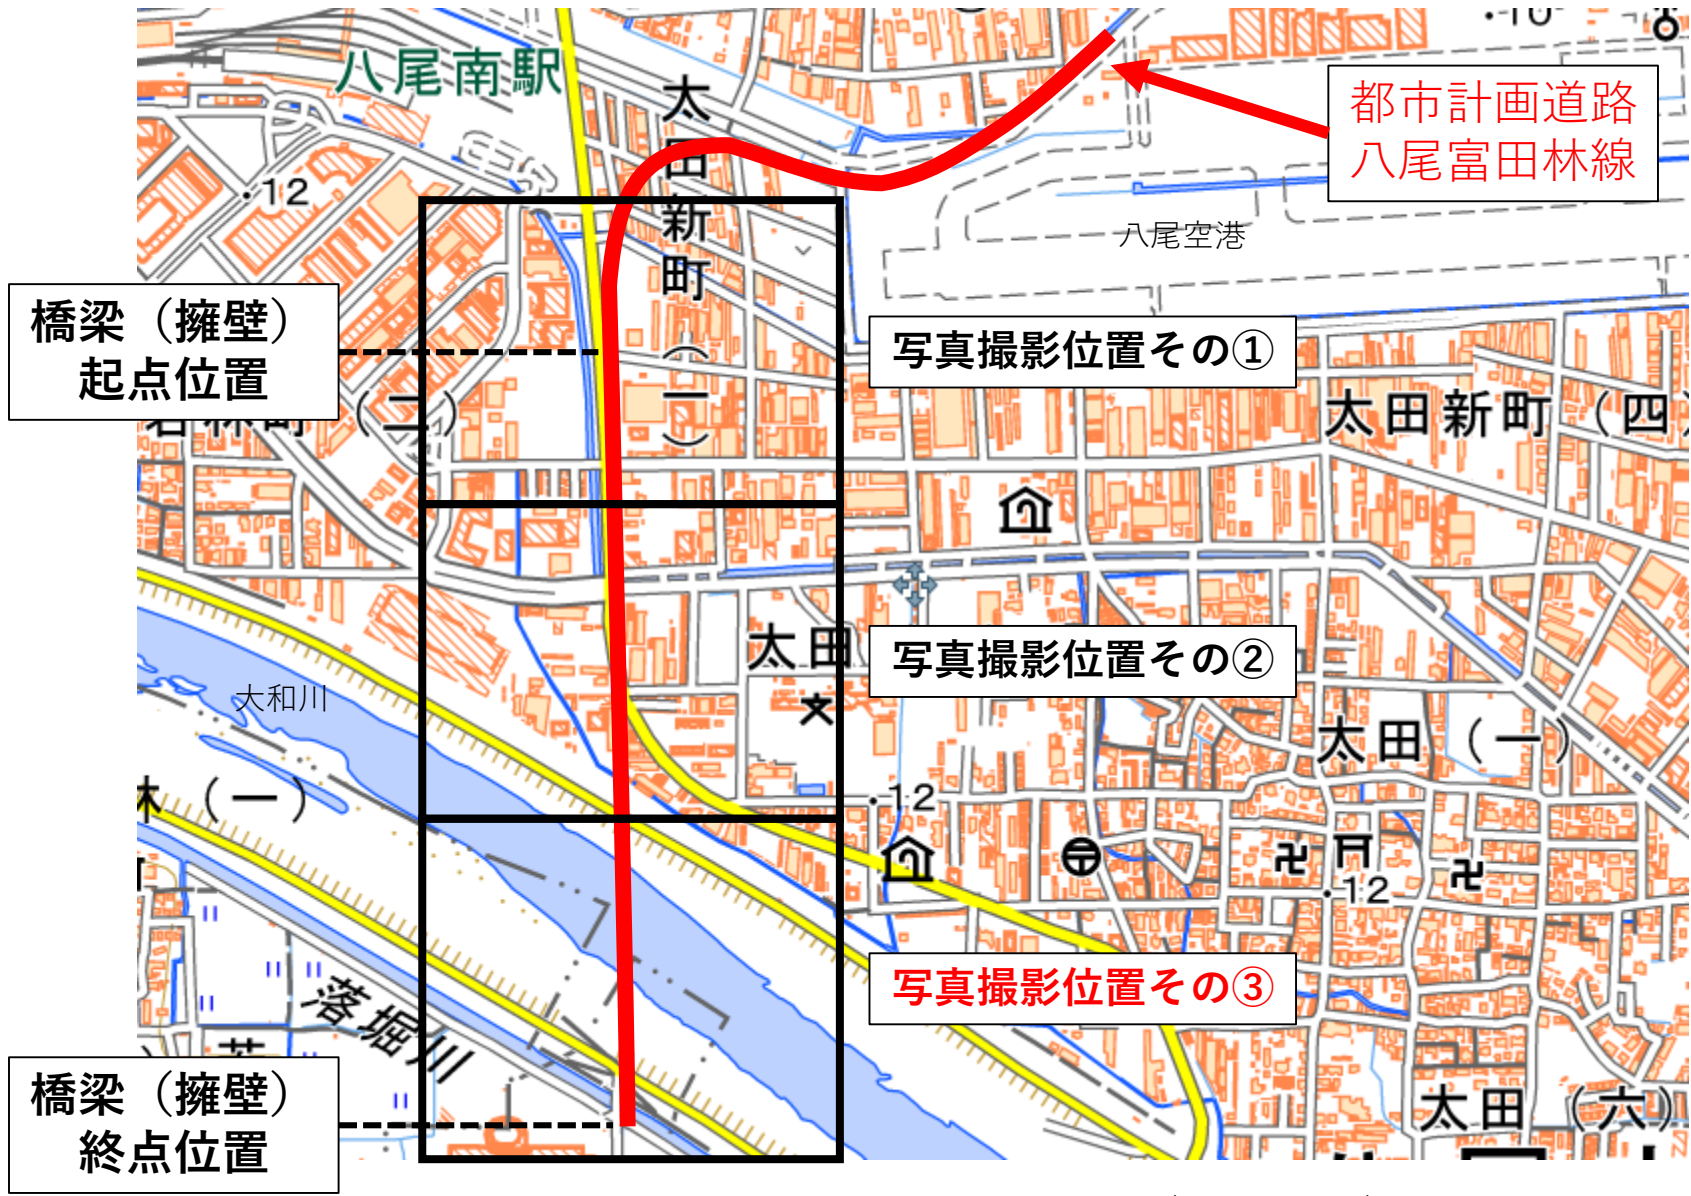 八尾南駅
・10
都市計画道路
八尾富田林線
太田新町（一）
・12
八尾空港
橋梁（擁壁）
起点位置
写真撮影位置その①
（二）
太田新町（四）
写真撮影位置その②
太田
大和川
太田（一）
林（一）
・12
・12
写真撮影位置その③
落堀川
橋梁（擁壁）
終点位置
太田（六）